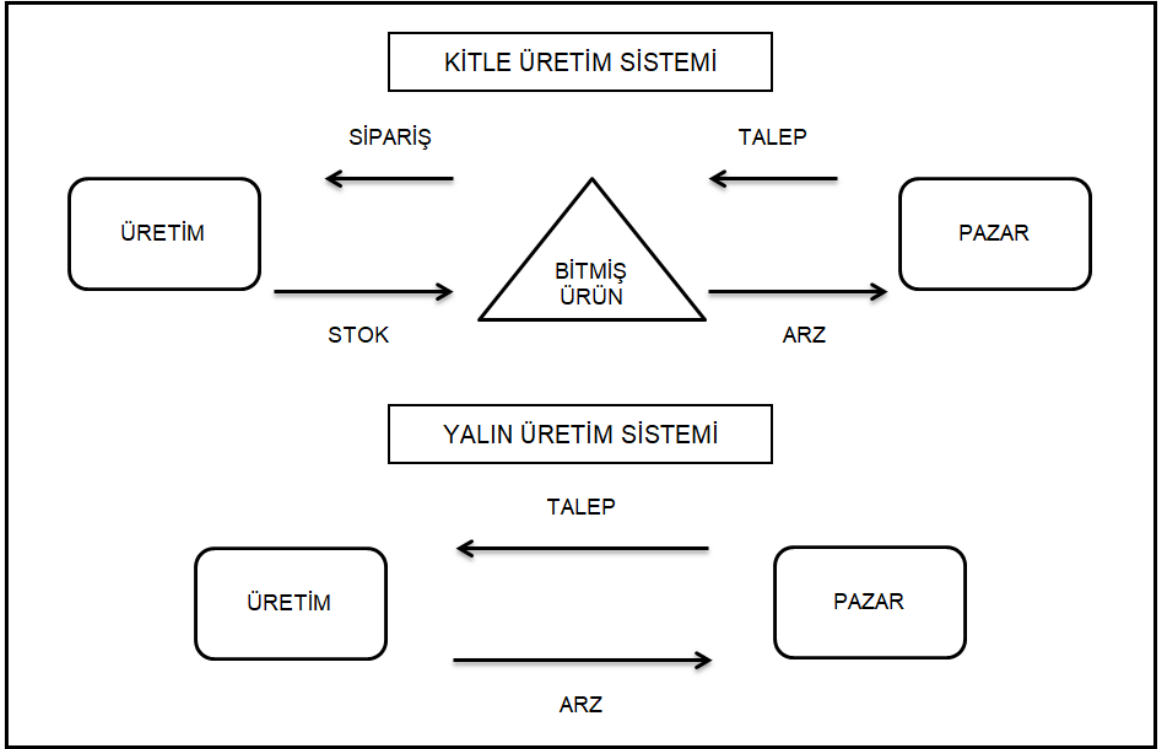 KİTLE ÜRETİM SİSTEMİ
SİPARİŞ
TALEP
ÜRETİM
BİTMİŞ
ÜRÜN
PAZAR
STOK
ARZ
YALIN ÜRETİM SİSTEMİ
TALEP
ÜRETİM
PAZAR
ARZ